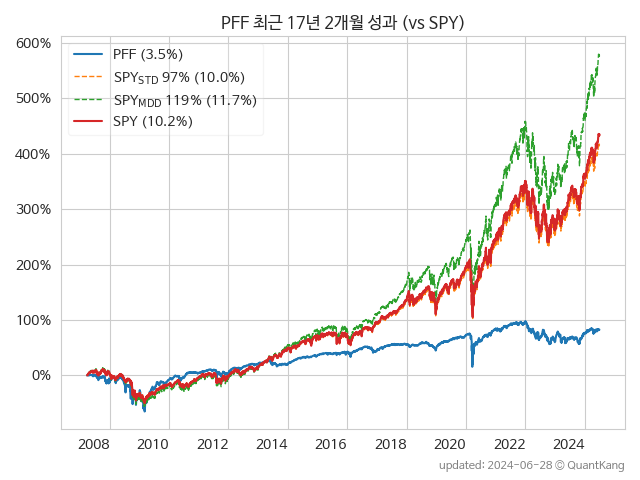 PFF 최근 17년 2개월 성과 (vs SPY)
600%
500%
400%
300%
200%
100%
0%
PFF (3.5%)
SPY_STD 97% (10.0%)
SPY_MDD 119% (11.7%)
SPY (10.2%)
2008 2010 2012 2014 2016 2018 2020 2022 2024
updated: 2024-06-28 © QuantKang